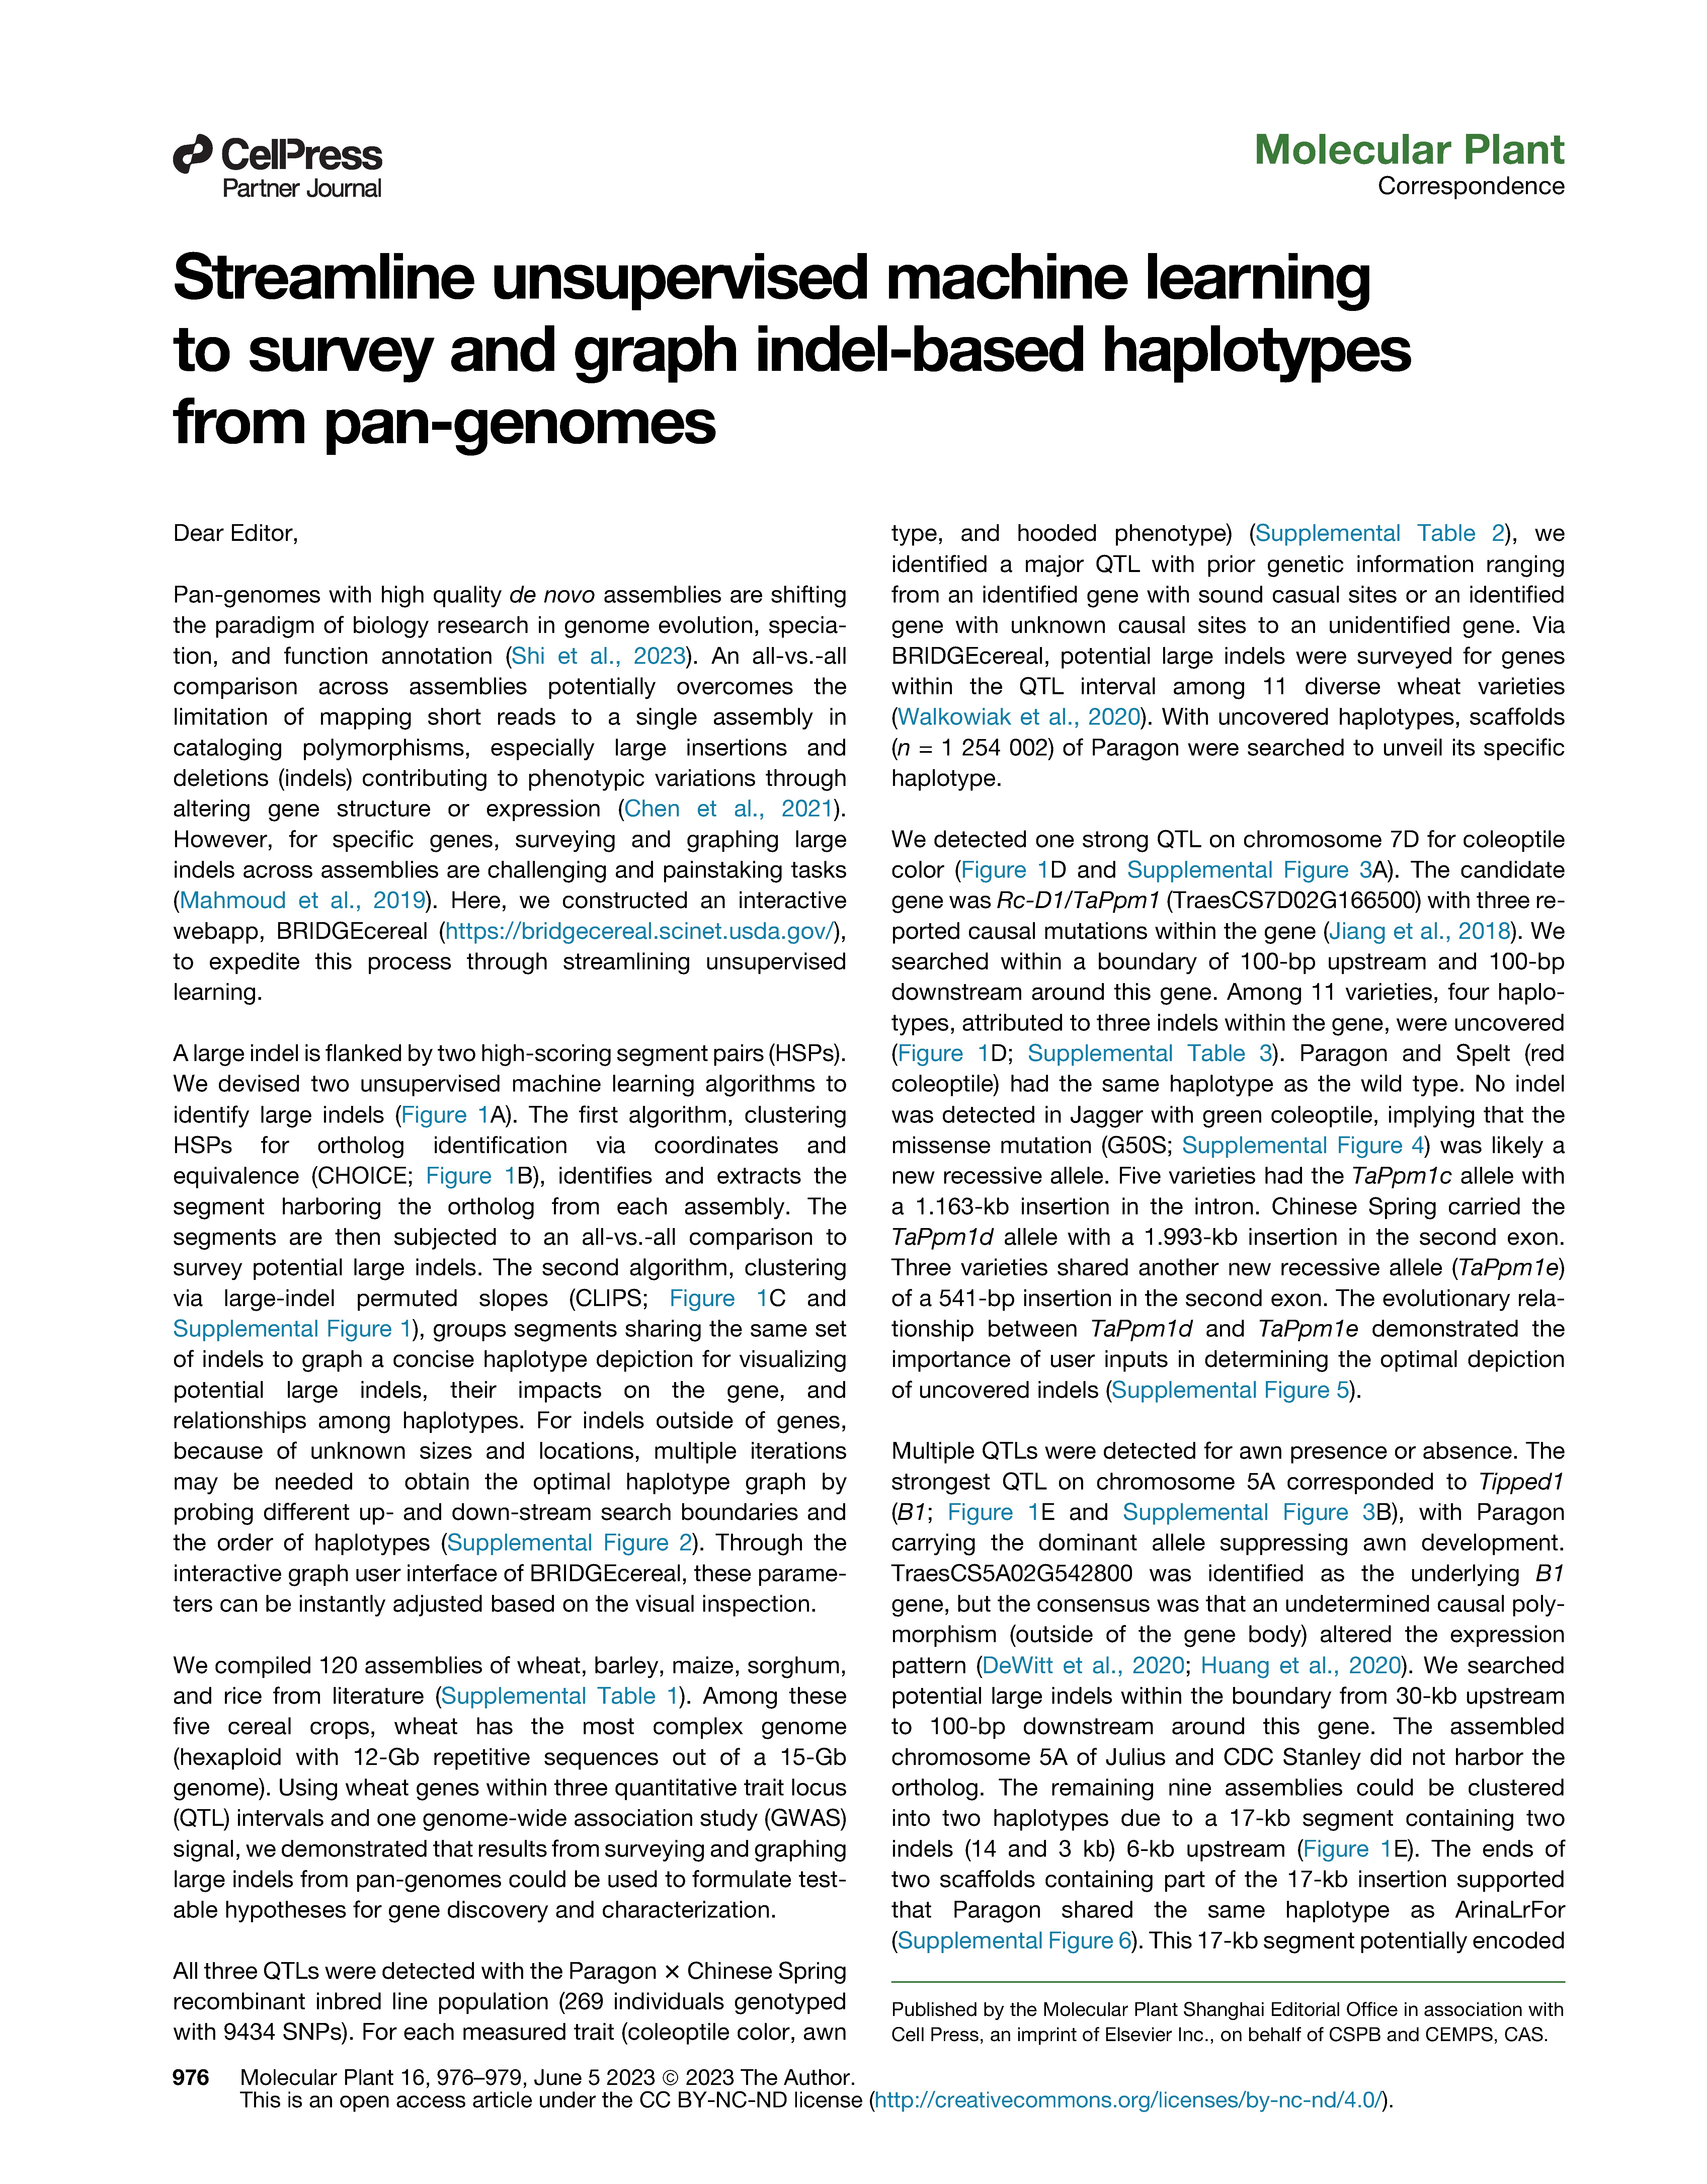 CellPress
Partner Journal
Molecular Plant
Correspondence
Streamline unsupervised machine learning
to survey and graph indel-based haplotypes
from pan-genomes
Dear Editor,
Pan-genomes with high quality de novo assemblies are shifting
the paradigm of biology research in genome evolution, specia-
tion, and function annotation (Shi et al., 2023). An all-vs.-all
comparison across assemblies potentially overcomes the
limitation of mapping short reads to a single assembly in
cataloging polymorphisms, especially large insertions and
deletions (indels) contributing to phenotypic variations through
altering gene structure or expression (Chen et al., 2021).
However, for specific genes, surveying and graphing large
indels across assemblies are challenging and painstaking tasks
(Mahmoud et al., 2019). Here, we constructed an interactive
webapp, BRIDGEcereal (https://bridgecereal.scinet.usda.gov/),
to expedite this process through streamlining unsupervised
learning.
A large indel is flanked by two high-scoring segment pairs (HSPs).
We devised two unsupervised machine learning algorithms to
identify large indels (Figure 1A). The first algorithm, clustering
HSPs for ortholog identification via coordinates and
equivalence (CHOICE; Figure 1B), identifies and extracts the
segment harboring the ortholog from each assembly. The
segments are then subjected to an all-vs.-all comparison to
survey potential large indels. The second algorithm, clustering
via large-indel permuted slopes (CLIPS; Figure 1C and
Supplemental Figure 1), groups segments sharing the same set
of indels to graph a concise haplotype depiction for visualizing
potential large indels, their impacts on the gene, and
relationships among haplotypes. For indels outside of genes,
because of unknown sizes and locations, multiple iterations
may be needed to obtain the optimal haplotype graph by
probing different up- and down-stream search boundaries and
the order of haplotypes (Supplemental Figure 2). Through the
interactive graph user interface of BRIDGEcereal, these parame-
ters can be instantly adjusted based on the visual inspection.
We compiled 120 assemblies of wheat, barley, maize, sorghum,
and rice from literature (Supplemental Table 1). Among these
five cereal crops, wheat has the most complex genome
(hexaploid with 12-Gb repetitive sequences out of a 15-Gb
genome). Using wheat genes within three quantitative trait locus
(QTL) intervals and one genome-wide association study (GWAS)
signal, we demonstrated that results from surveying and graphing
large indels from pan-genomes could be used to formulate test-
able hypotheses for gene discovery and characterization.
All three QTLs were detected with the Paragon × Chinese Spring
recombinant inbred line population (269 individuals genotyped
with 9434 SNPs). For each measured trait (coleoptile color, awn
type, and hooded phenotype) (Supplemental Table 2), we
identified a major QTL with prior genetic information ranging
from an identified gene with sound casual sites or an identified
gene with unknown causal sites to an unidentified gene. Via
BRIDGEcereal, potential large indels were surveyed for genes
within the QTL interval among 11 diverse wheat varieties
(Walkowiak et al., 2020). With uncovered haplotypes, scaffolds
(n = 1 254 002) of Paragon were searched to unveil its specific
haplotype.
We detected one strong QTL on chromosome 7D for coleoptile
color (Figure 1D and Supplemental Figure 3A). The candidate
gene was Rc-D1/TaPpm1 (TraesCS7D02G166500) with three re-
ported causal mutations within the gene (Jiang et al., 2018). We
searched within a boundary of 100-bp upstream and 100-bp
downstream around this gene. Among 11 varieties, four haplo-
types, attributed to three indels within the gene, were uncovered
(Figure 1D; Supplemental Table 3). Paragon and Spelt (red
coleoptile) had the same haplotype as the wild type. No indel
was detected in Jagger with green coleoptile, implying that the
missense mutation (G50S; Supplemental Figure 4) was likely a
new recessive allele. Five varieties had the TaPpm1c allele with
a 1.163-kb insertion in the intron. Chinese Spring carried the
TaPpm1d allele with a 1.993-kb insertion in the second exon.
Three varieties shared another new recessive allele (TaPpm1e)
of a 541-bp insertion in the second exon. The evolutionary rela-
tionship between TaPpm1d and TaPpm1e demonstrated the
importance of user inputs in determining the optimal depiction
of uncovered indels (Supplemental Figure 5).
Multiple QTLs were detected for awn presence or absence. The
strongest QTL on chromosome 5A corresponded to Tipped1
(B1; Figure 1E and Supplemental Figure 3B), with Paragon
carrying the dominant allele suppressing awn development.
TraesCS5A02G542800 was identified as the underlying B1
gene, but the consensus was that an undetermined causal poly-
morphism (outside of the gene body) altered the expression
pattern (DeWitt et al., 2020; Huang et al., 2020). We searched
potential large indels within the boundary from 30-kb upstream
to 100-bp downstream around this gene. The assembled
chromosome 5A of Julius and CDC Stanley did not harbor the
ortholog. The remaining nine assemblies could be clustered
into two haplotypes due to a 17-kb segment containing two
indels (14 and 3 kb) 6-kb upstream (Figure 1E). The ends of
two scaffolds containing part of the 17-kb insertion supported
that Paragon shared the same haplotype as ArinaLrFor
(Supplemental Figure 6). This 17-kb segment potentially encoded
Published by the Molecular Plant Shanghai Editorial Office in association with
Cell Press, an imprint of Elsevier Inc., on behalf of CSPB and CEMPS, CAS.
976 Molecular Plant 16, 976–979, June 5 2023 © 2023 The Author.
This is an open access article under the CC BY-NC-ND license (http://creativecommons.org/licenses/by-nc-nd/4.0/).